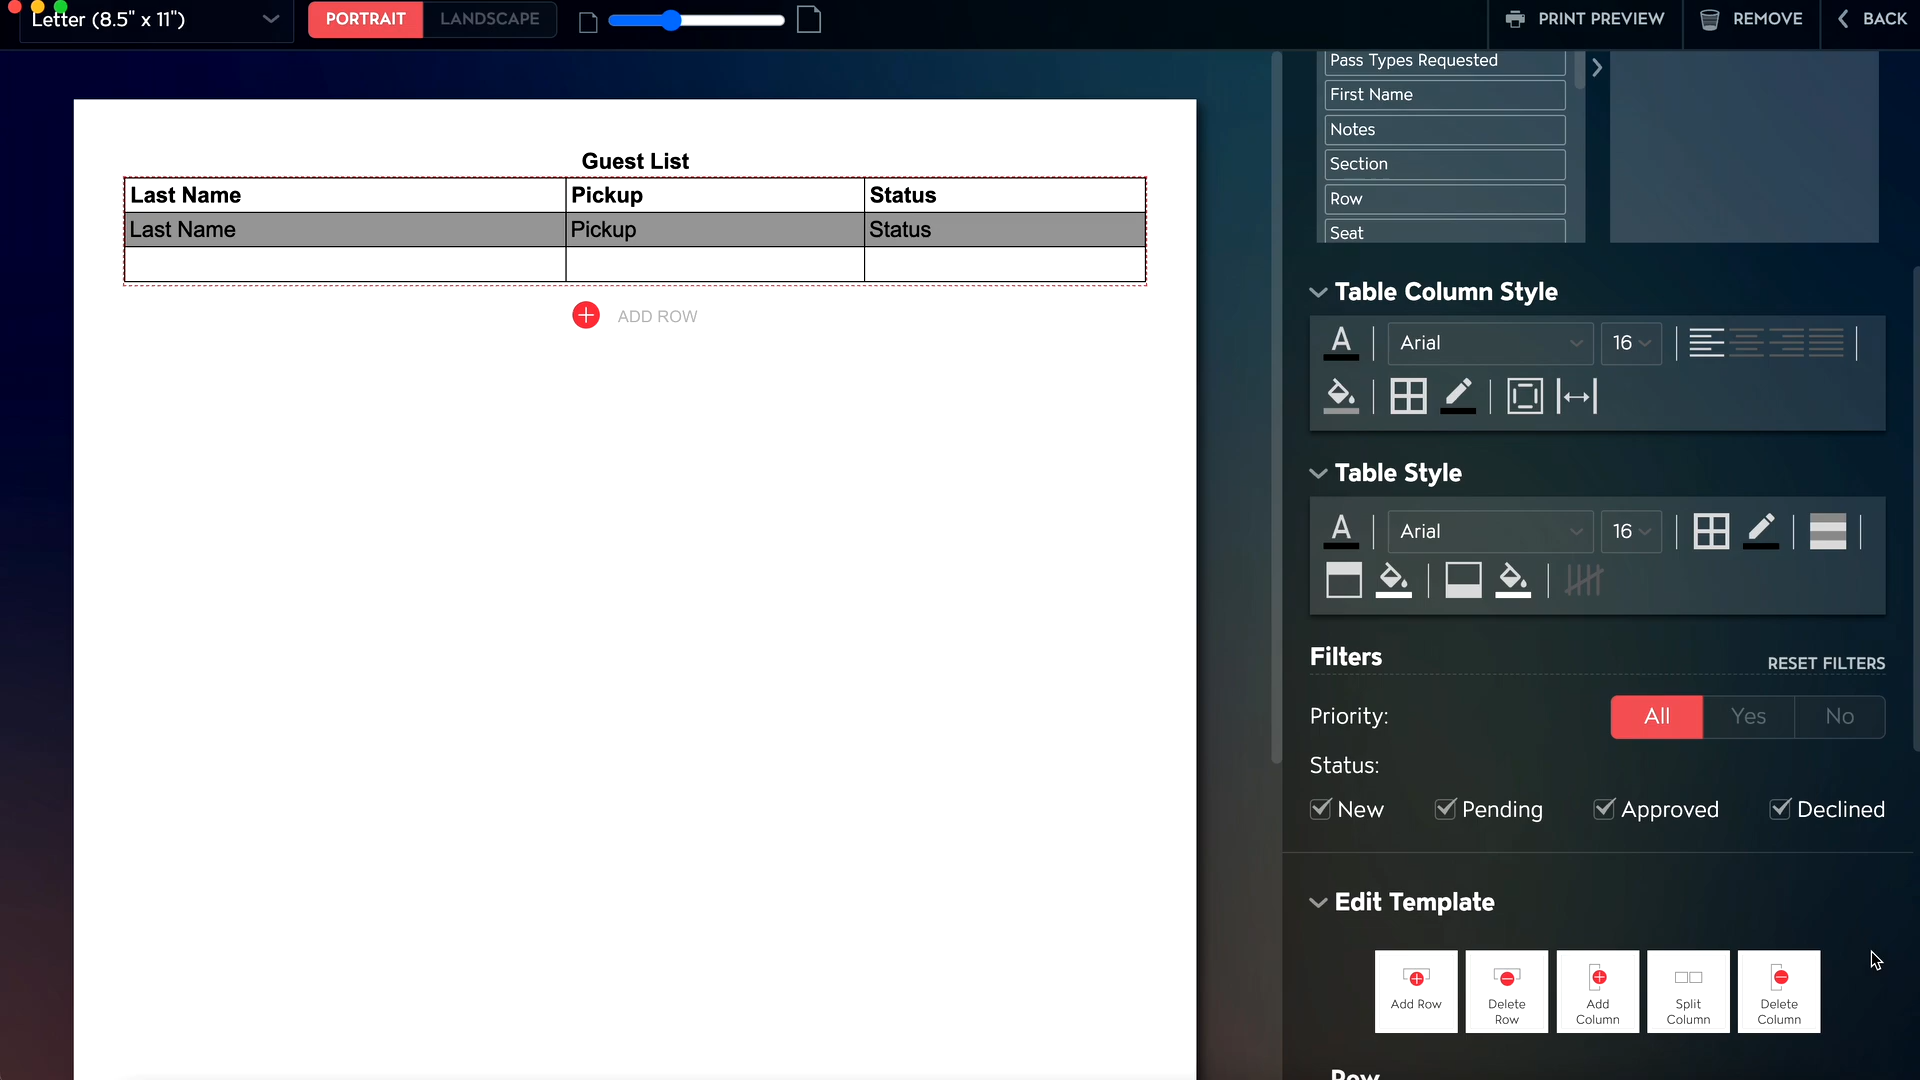 Letter (8.5" x 11")
PORTRAIT
LANDSCAPE
PRINT PREVIEW
REMOVE
BACK
Guest List
Last Name Pickup Status
Last Name Pickup Status
ADD ROW
Pass Types Requested
First Name
Notes
Section
Row
Seat
Table Column Style
A Arial 16
Table Style
A Arial 16
Filters
RESET FILTERS
Priority: All Yes No
Status:
New Pending Approved Declined
Edit Template
Add Row
Delete
Row
Add
Column
Split
Column
Delete
Column
Row